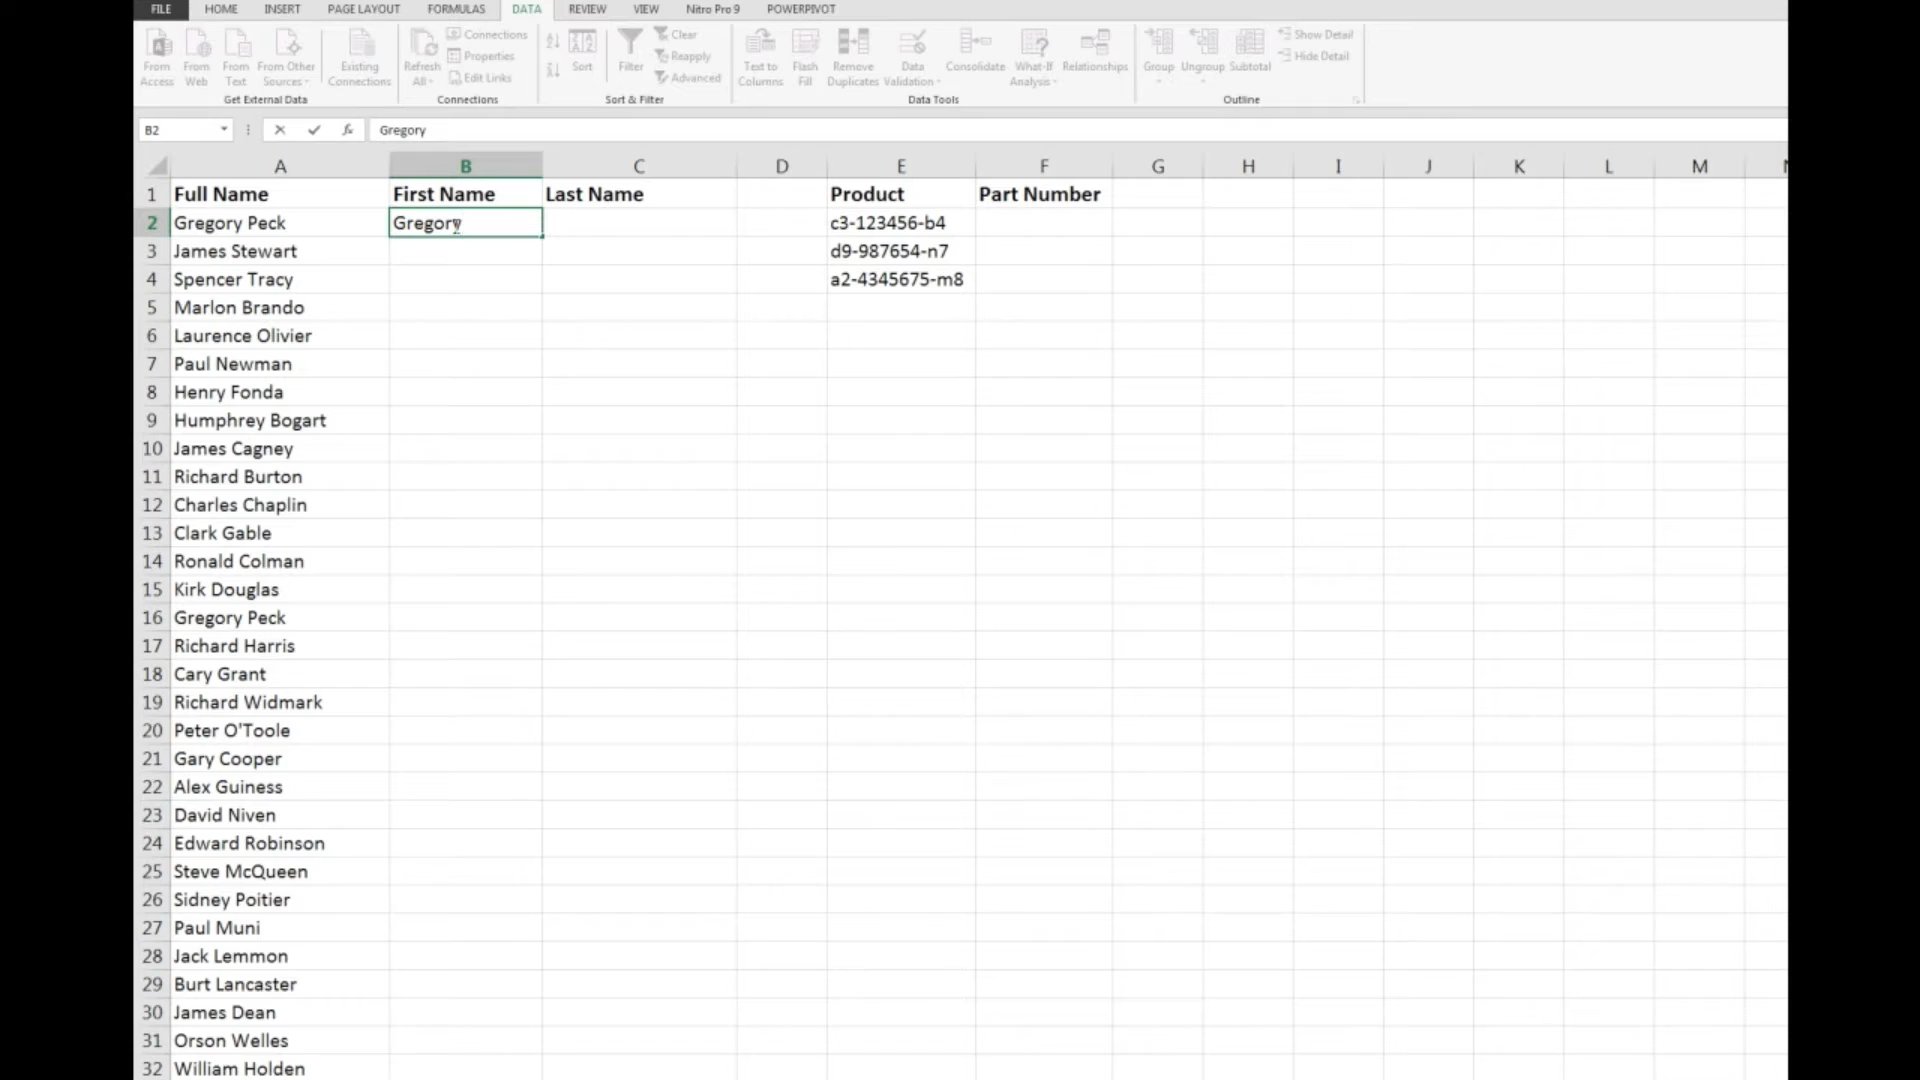 FILE HOME INSERT PAGE LAYOUT FORMULAS DATA REVIEW VIEW Nitro Pro 9 POWERPIVOT
From Access From Web From Text From Other Sources Existing Connections Refresh All Connections Properties Edit Links Sort Filter Clear Reapply Advanced Text to Columns Flash Fill Remove Duplicates Data Validation Consolidate What-If Analysis Relationships Group Ungroup Subtotal Show Detail Hide Detail
Get External Data Connections Sort & Filter Data Tools Outline
B2 fx Gregory
A B C D E F G H I J K L M
1 Full Name First Name Last Name Product Part Number
2 Gregory Peck Gregory c3-123456-b4
3 James Stewart d9-987654-n7
4 Spencer Tracy a2-4345675-m8
5 Marlon Brando
6 Laurence Olivier
7 Paul Newman
8 Henry Fonda
9 Humphrey Bogart
10 James Cagney
11 Richard Burton
12 Charles Chaplin
13 Clark Gable
14 Ronald Colman
15 Kirk Douglas
16 Gregory Peck
17 Richard Harris
18 Cary Grant
19 Richard Widmark
20 Peter O'Toole
21 Gary Cooper
22 Alex Guiness
23 David Niven
24 Edward Robinson
25 Steve McQueen
26 Sidney Poitier
27 Paul Muni
28 Jack Lemmon
29 Burt Lancaster
30 James Dean
31 Orson Welles
32 William Holden